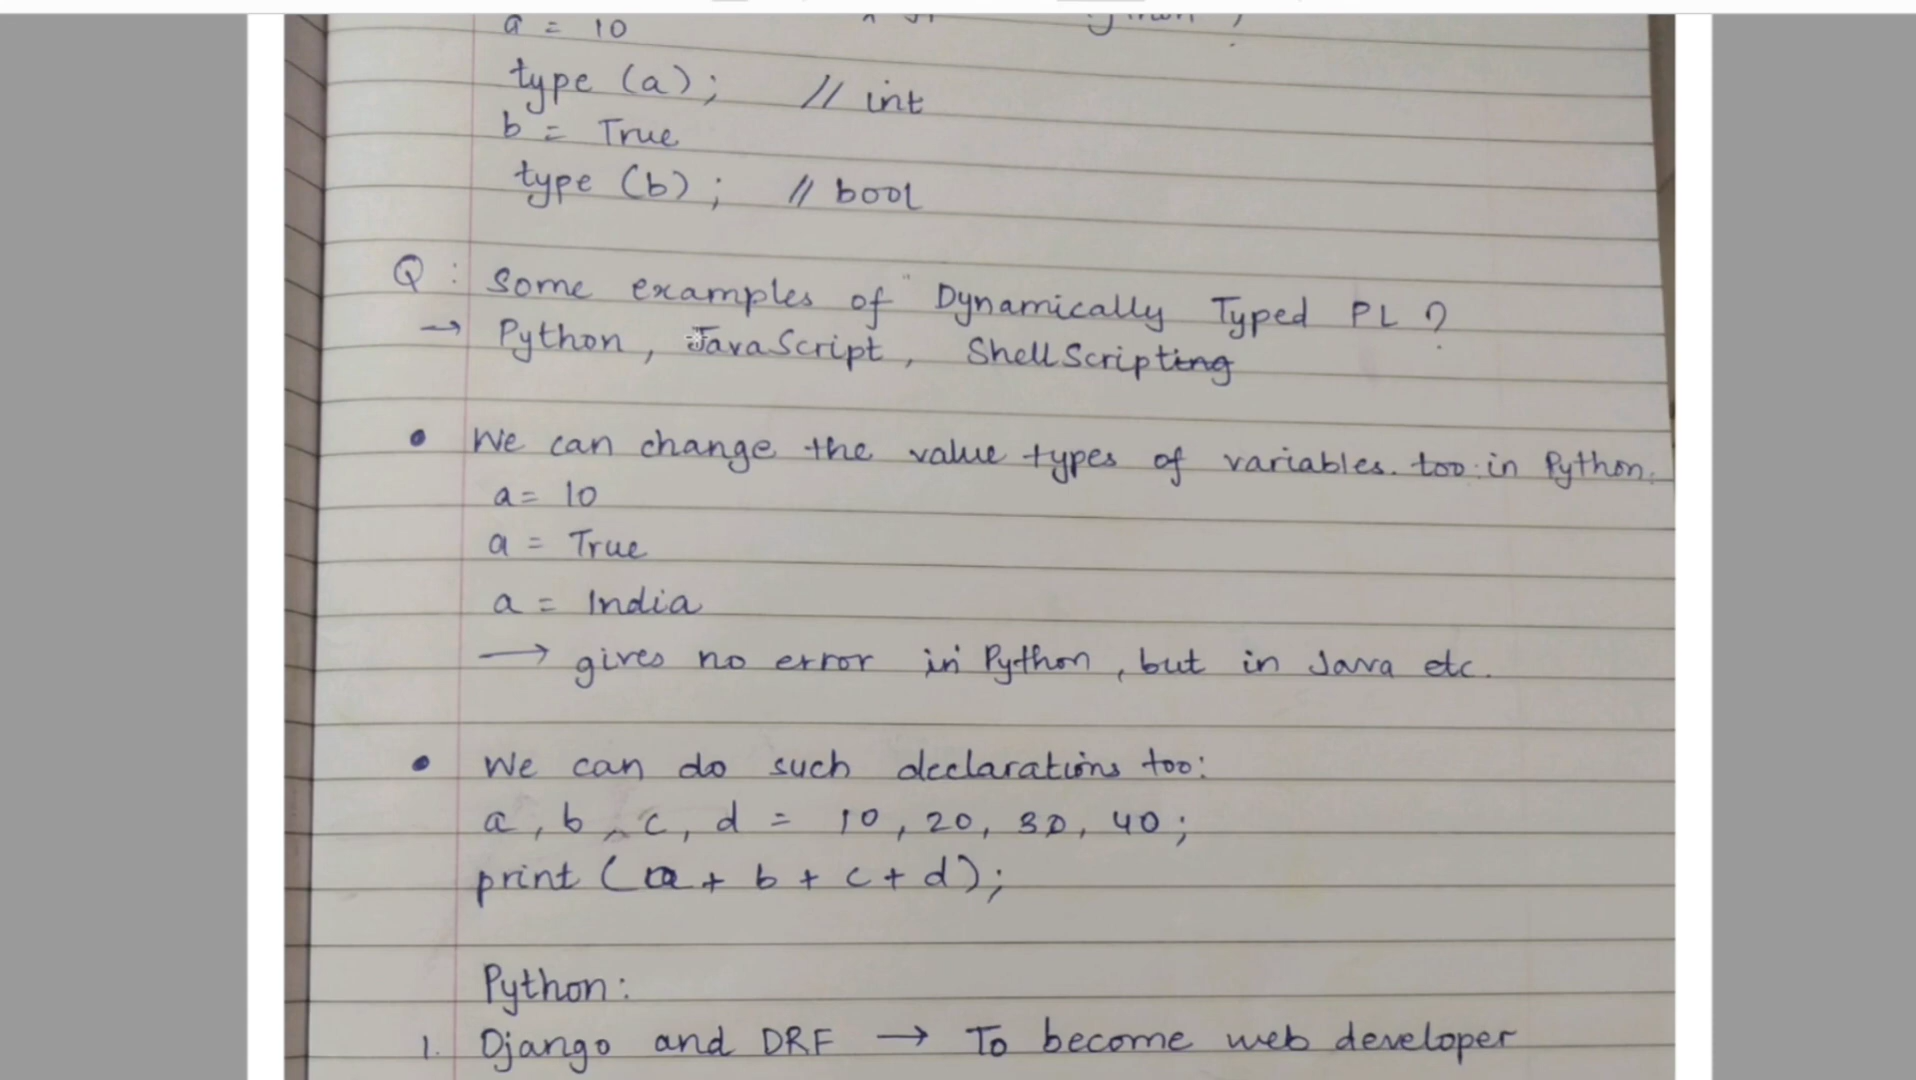 a = 10
type (a); // int
b = True
type (b); // bool
Q: Some examples of Dynamically Typed PL?
→ Python, JavaScript, ShellScripting
• We can change the value types of variables. too in Python.
a = 10
a = True
a = India
→ gives no error in Python, but in Java etc.
• We can do such declarations too:
a, b, c, d = 10, 20, 30, 40;
print (a + b + c + d);
Python:
1. Django and DRF → To become web developer